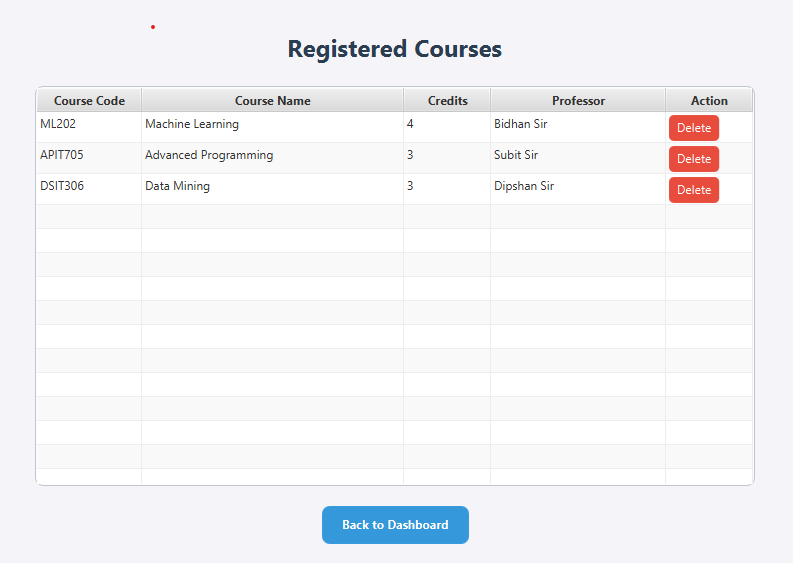 Registered Courses
Course Code Course Name Credits Professor Action
ML202 Machine Learning 4 Bidhan Sir Delete
APIT705 Advanced Programming 3 Subit Sir Delete
DSIT306 Data Mining 3 Dipshan Sir Delete
Back to Dashboard